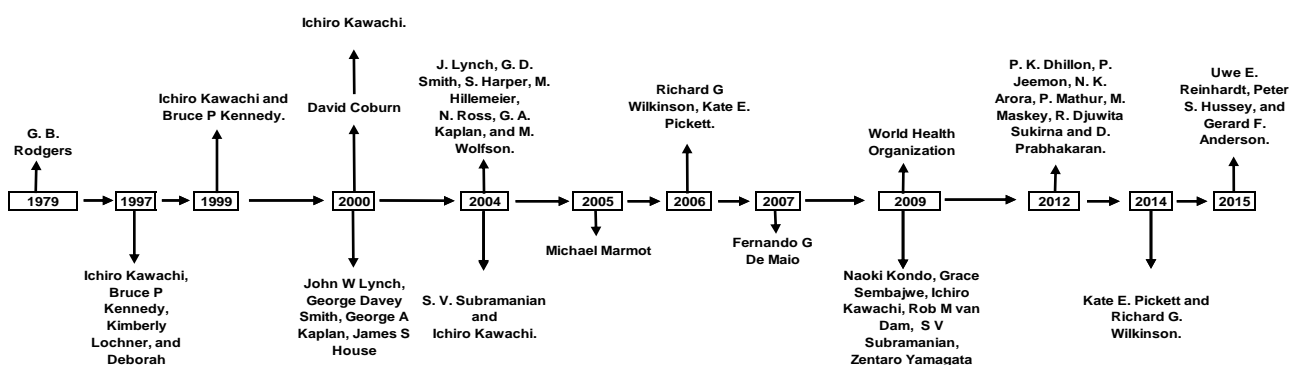 Ichiro Kawachi.
J. Lynch, G. D.
Smith, S. Harper, M.
Hillemeier,
N. Ross, G. A.
Kaplan, and M.
Wolfson.
P. K. Dhillon, P.
Jeemon, N. K.
Arora, P. Mathur, M.
Maskey, R. Djuwita
Sukirna and D.
Prabhakaran.
Uwe E.
Reinhardt, Peter
S. Hussey, and
Gerard F.
Anderson.
Richard G
Wilkinson, Kate E.
Pickett.
Ichiro Kawachi and
Bruce P Kennedy.
David Coburn
G. B.
Rodgers
World Health
Organization
1979
1997
1999
2000
2004
2005
2006
2007
2009
2012
2014
2015
Michael Marmot
Fernando G
De Maio
Ichiro Kawachi,
Bruce P
Kennedy,
Kimberly
Lochner, and
Deborah
John W Lynch,
George Davey
Smith, George A
Kaplan, James S
House
S. V. Subramanian
and
Ichiro Kawachi.
Naoki Kondo, Grace
Sembajwe, Ichiro
Kawachi, Rob M van
Dam, S V
Subramanian,
Zentaro Yamagata
Kate E. Pickett and
Richard G.
Wilkinson.